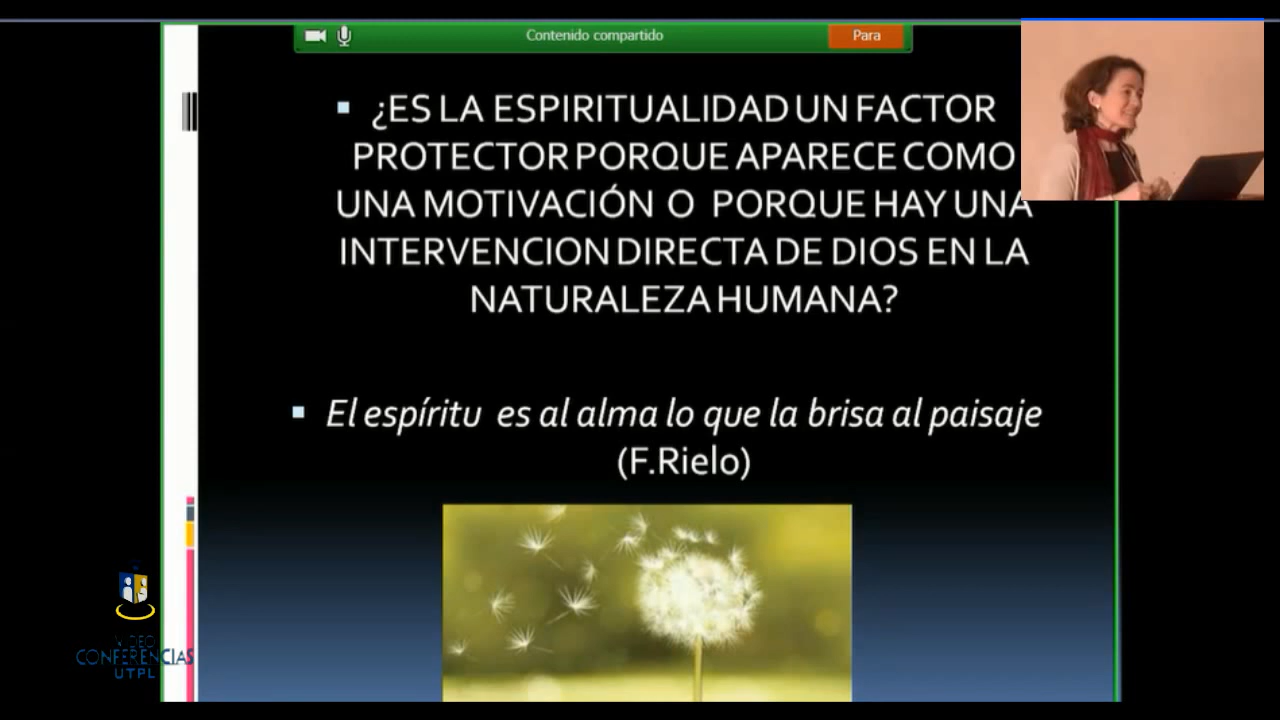 Contenido compartido Para
¿ES LA ESPIRITUALIDAD UN FACTOR
PROTECTOR PORQUE APARECE COMO
UNA MOTIVACIÓN O PORQUE HAY UNA
INTERVENCION DIRECTA DE DIOS EN LA
NATURALEZA HUMANA?
El espíritu es al alma lo que la brisa al paisaje
(F.Rielo)
VIDEO
CONFERENCIAS
UTPL